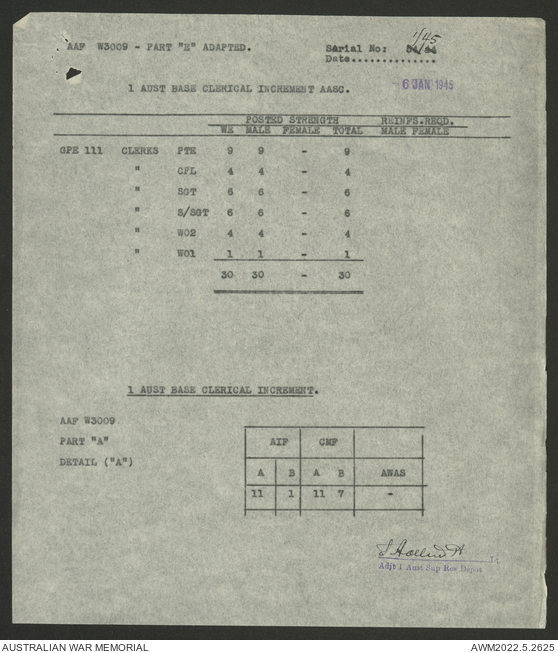 1/45
AAF W3009 - PART "E" ADAPTED. Serial No: 54/44
Date..............
1 AUST BASE CLERICAL INCREMENT AASC. 6 JAN 1945
POSTED STRENGTH REINFS.REQD.
WE MALE FEMALE TOTAL MALE FEMALE
GPE 111 CLERKS PTE 9 9 - 9
" CPL 4 4 - 4
" SGT 6 6 - 6
" S/SGT 6 6 - 6
" WO2 4 4 - 4
" WO1 1 1 - 1
30 30 - 30
1 AUST BASE CLERICAL INCREMENT.
AAF W3009
PART "A"
DETAIL ("A")
AIF CMF
A B A B AWAS
11 1 11 7 -
Adjt 1 Aust Sup Res Depot
AUSTRALIAN WAR MEMORIAL AWM2022.5.2625